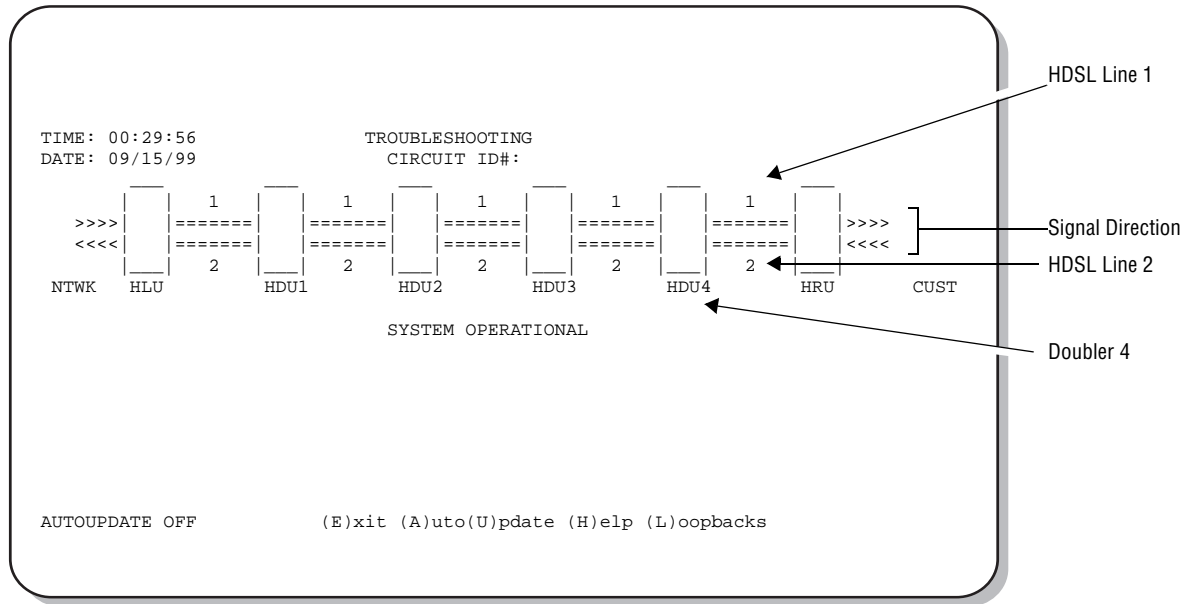 HDSL Line 1
TIME: 00:29:56 TROUBLESHOOTING
DATE: 09/15/99 CIRCUIT ID#:
1 1 1 1 1
>>>> ======= ======= ======= ======= ======= >>>>
Signal Direction
<<<< ======= ======= ======= ======= ======= <<<<
2 2 2 2 2
HDSL Line 2
NTWK HLU HDU1 HDU2 HDU3 HDU4 HRU CUST
SYSTEM OPERATIONAL
Doubler 4
AUTOUPDATE OFF (E)xit (A)uto(U)pdate (H)elp (L)oopbacks